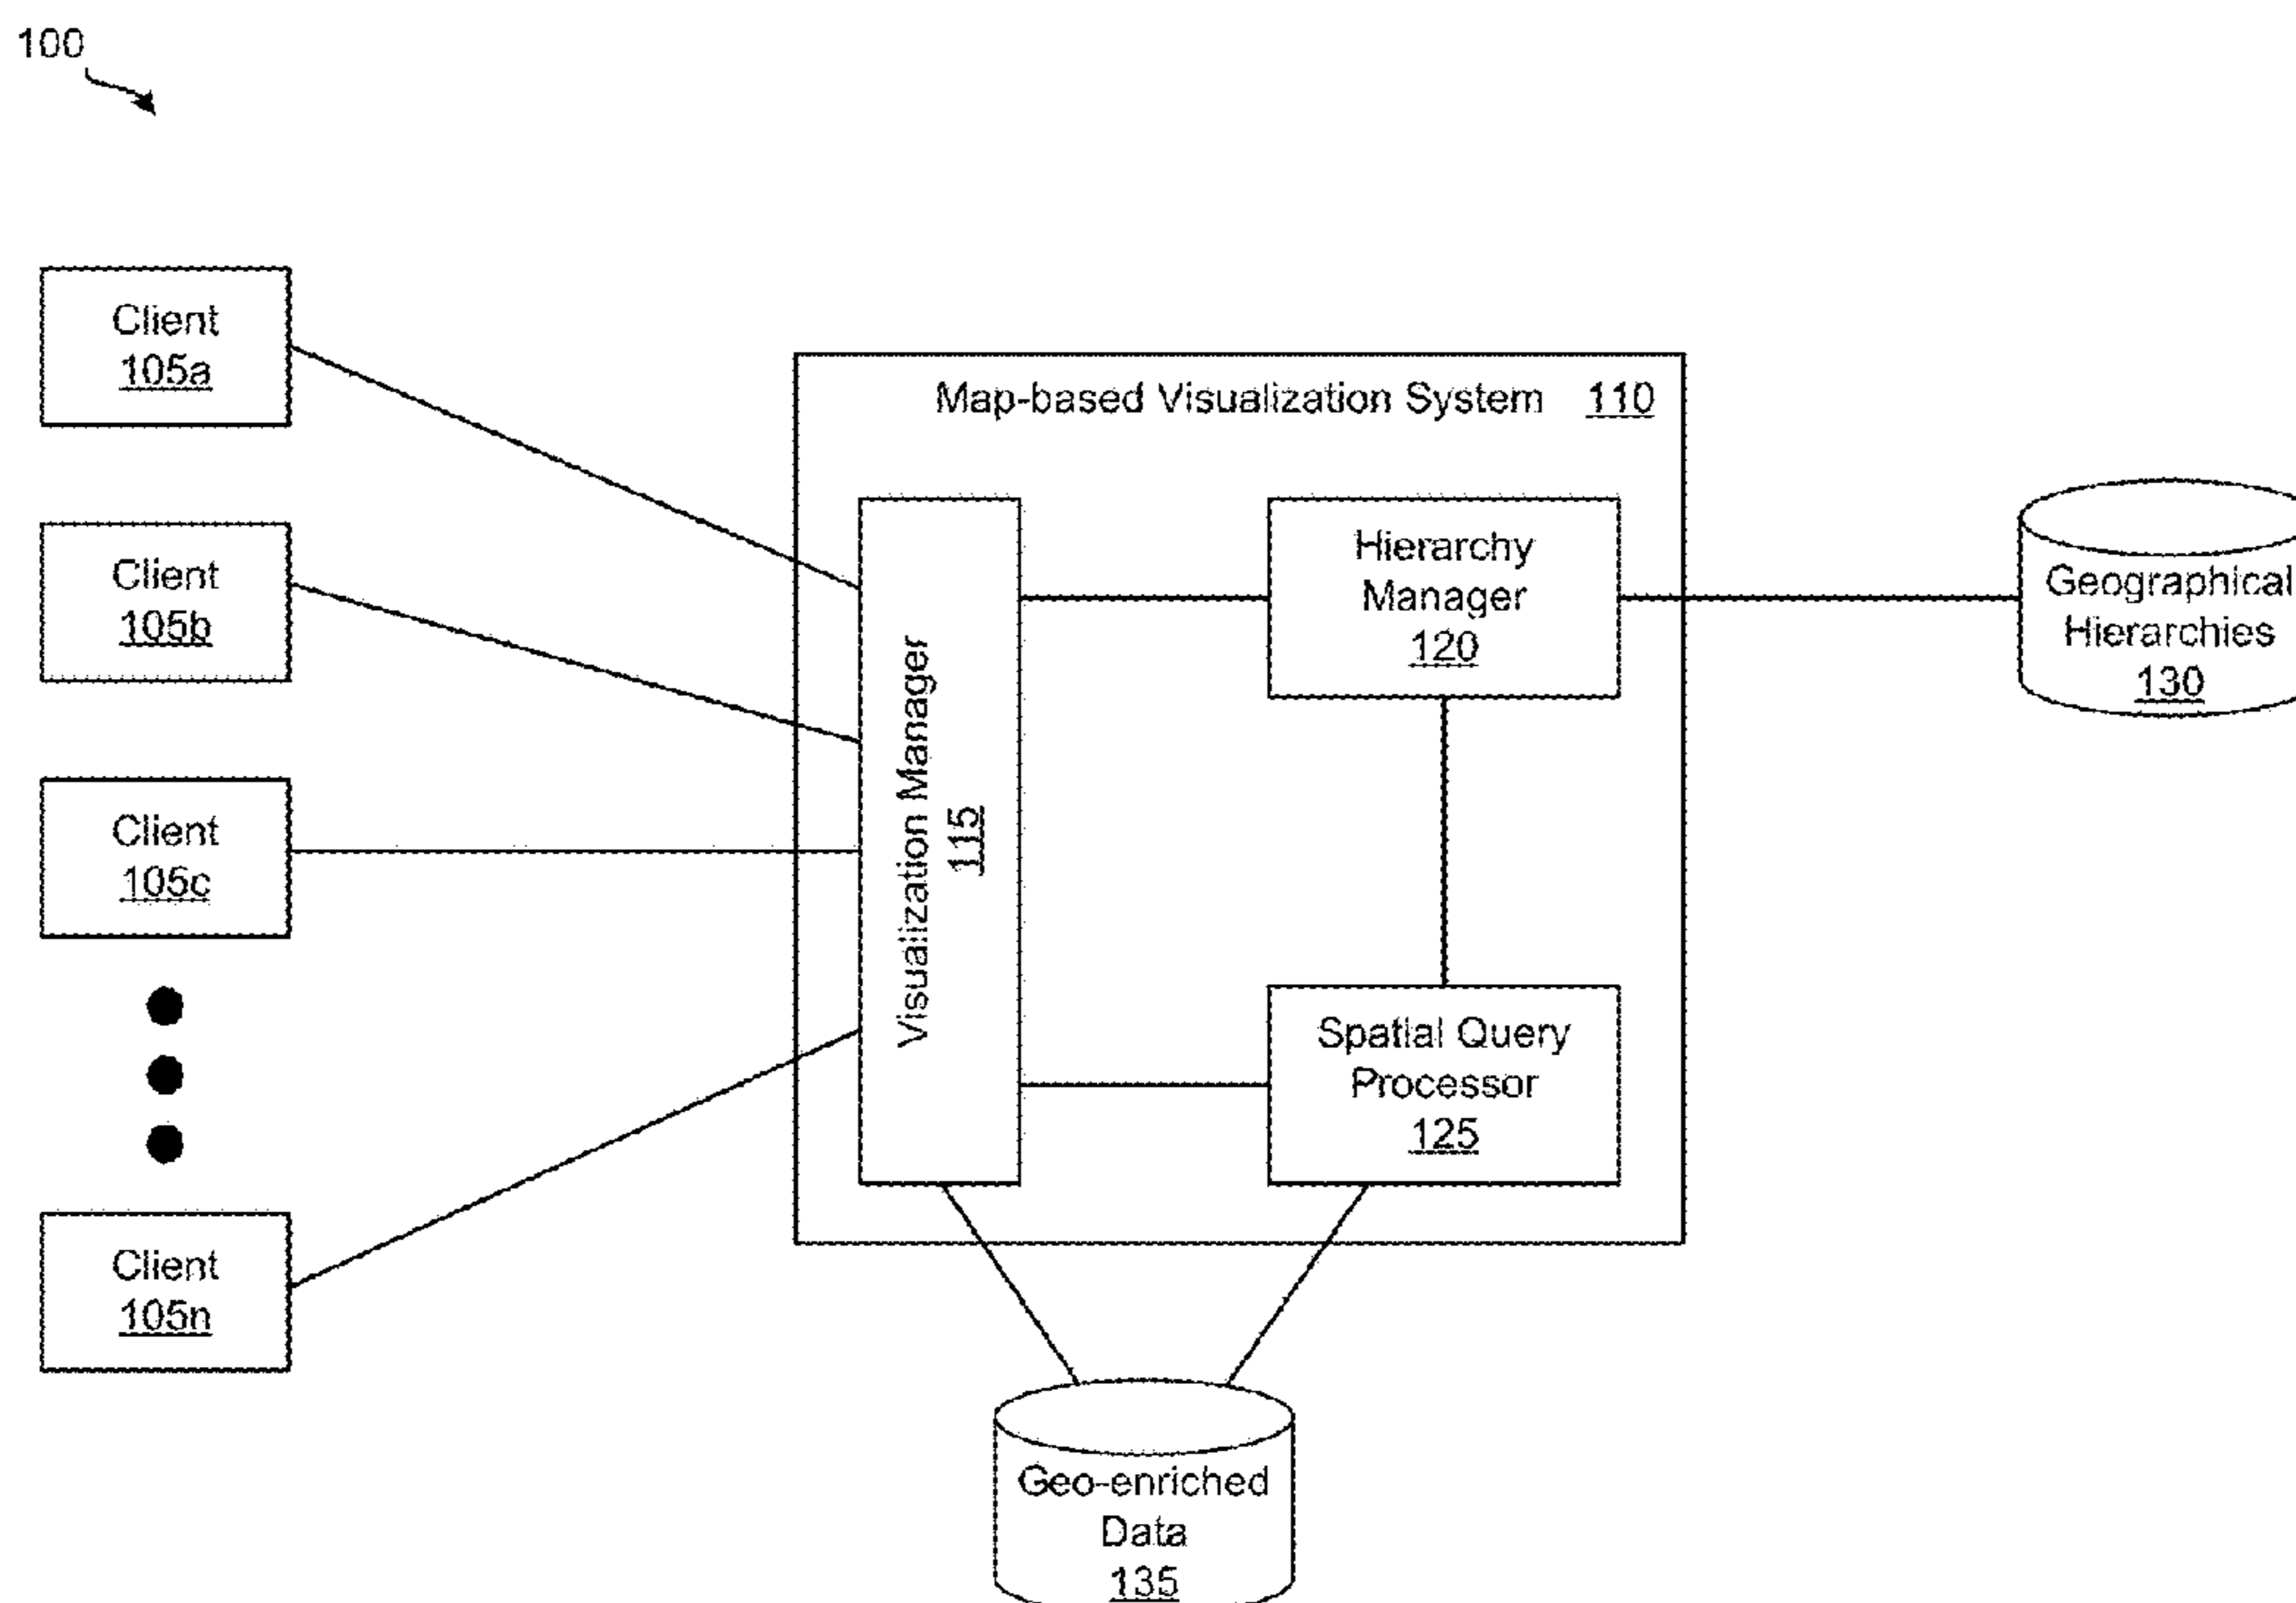 100
Client
105a
Client
105b
Client
105c
Client
105n
Map-based Visualization System 110
Visualization Manager
115
Hierarchy
Manager
120
Spatial Query
Processor
125
Geographical
Hierarchies
130
Geo-enriched
Data
135